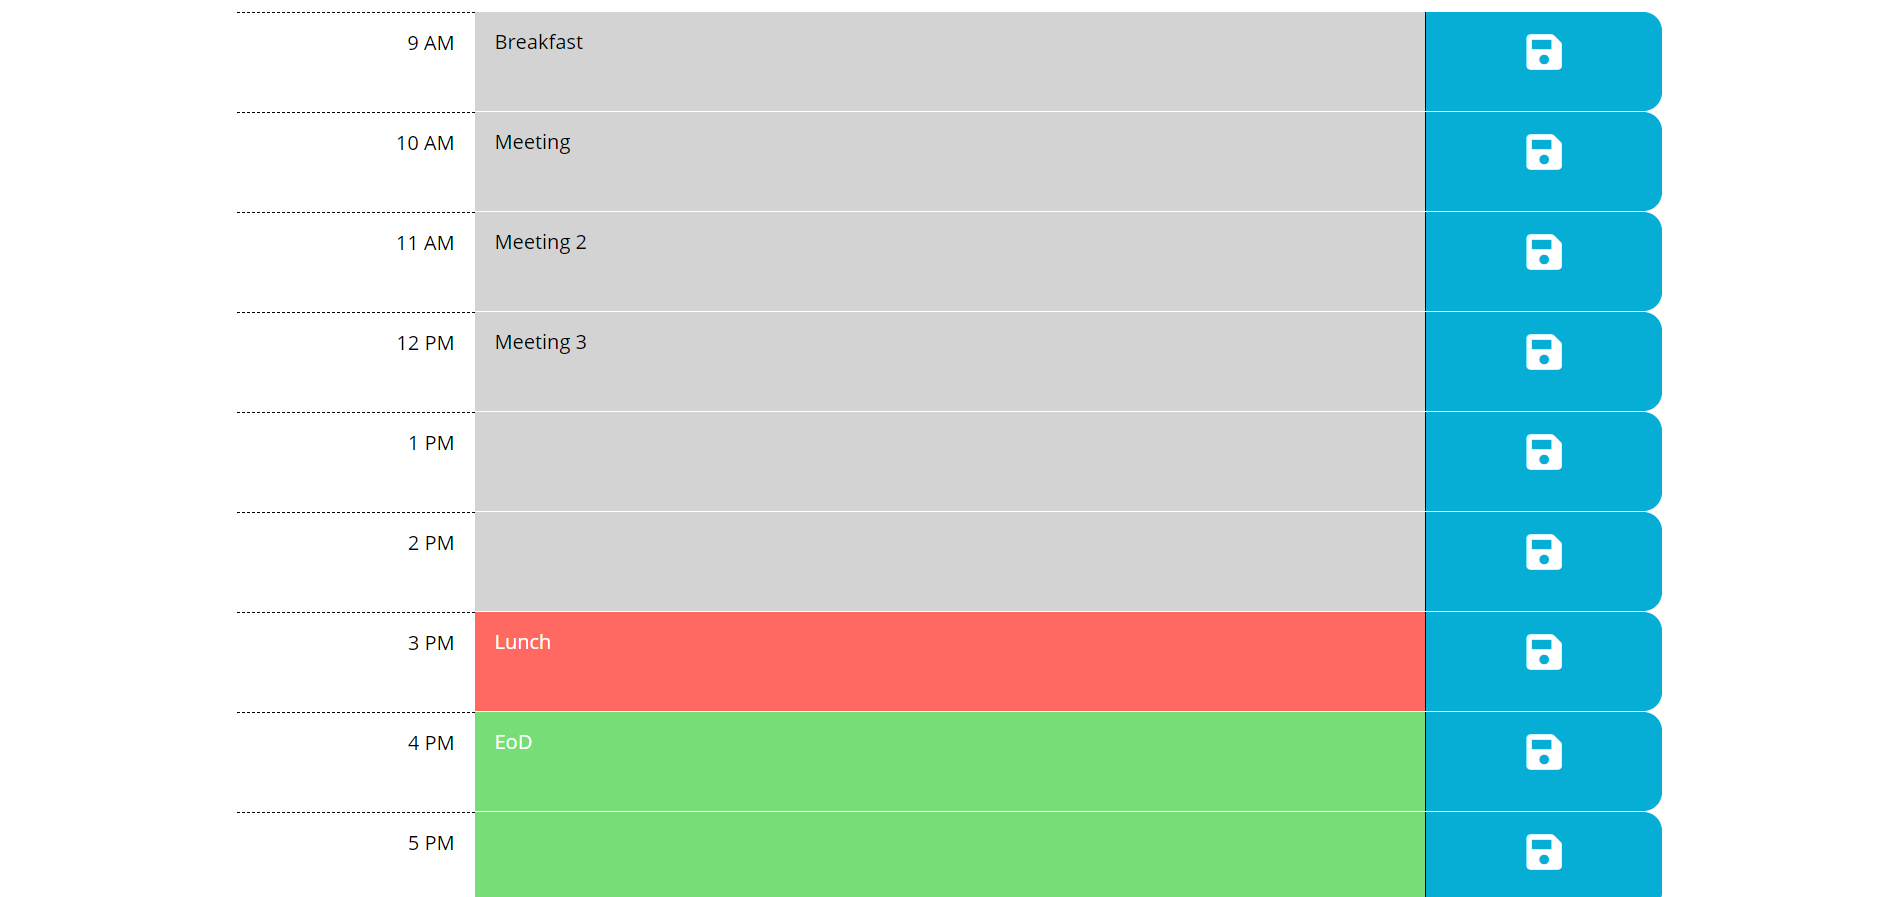 9 AM Breakfast
10 AM Meeting
11 AM Meeting 2
12 PM Meeting 3
1 PM
2 PM
3 PM Lunch
4 PM EoD
5 PM